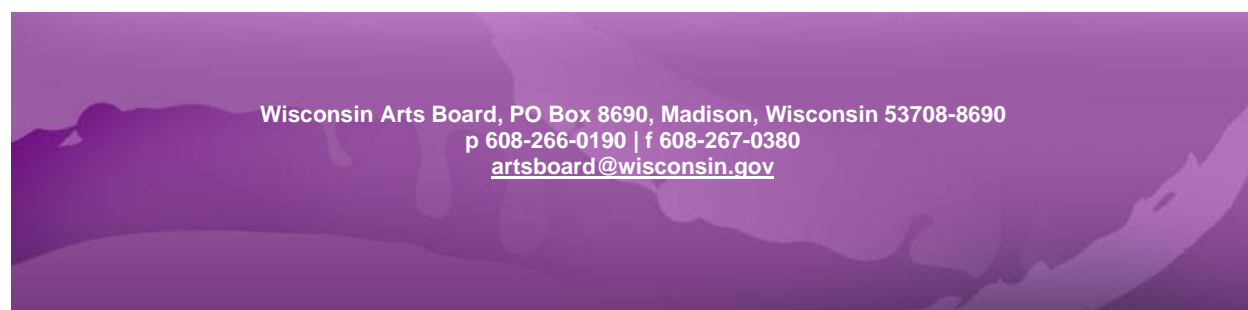 Wisconsin Arts Board, PO Box 8690, Madison, Wisconsin 53708-8690
p 608-266-0190 | f 608-267-0380
artsboard@wisconsin.gov